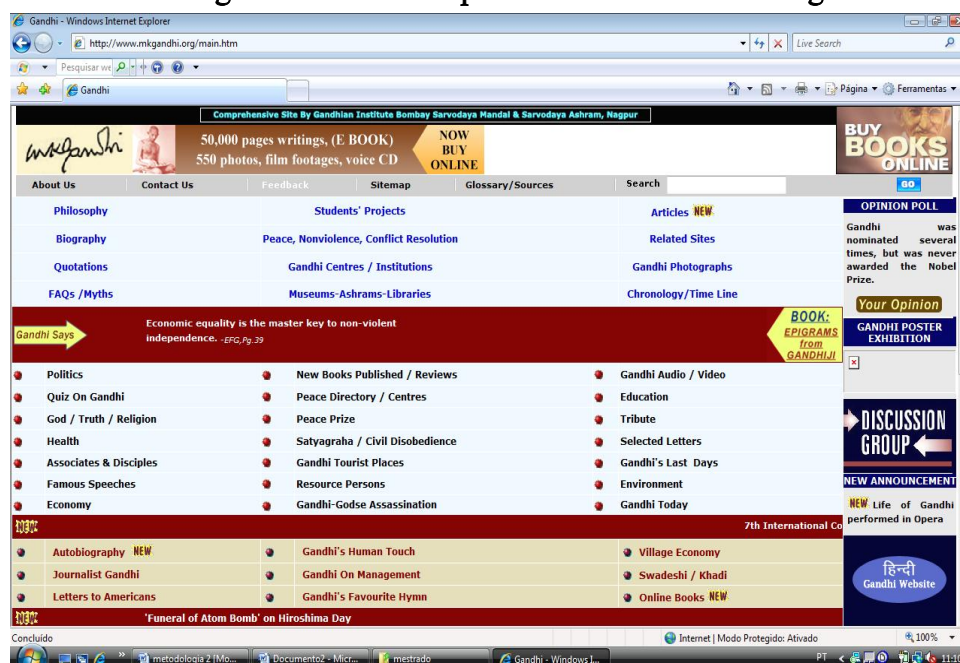 Gandhi - Windows Internet Explorer
http://www.mkgandhi.org/main.htm
Live Search
Pesquisar we
Gandhi
Página
Ferramentas
Comprehensive Site By Gandhian Institute Bombay Sarvodaya Mandal & Sarvodaya Ashram, Nagpur
mkgandhi
50,000 pages writings, (E BOOK)
550 photos, film footages, voice CD
NOW
BUY
ONLINE
BUY
BOOKS
ONLINE
About Us Contact Us Feedback Sitemap Glossary/Sources Search GO
Philosophy Students' Projects Articles NEW
Biography Peace, Nonviolence, Conflict Resolution Related Sites
Quotations Gandhi Centres / Institutions Gandhi Photographs
FAQs /Myths Museums-Ashrams-Libraries Chronology/Time Line
OPINION POLL
Gandhi was
nominated several
times, but was never
awarded the Nobel
Prize.
Your Opinion
GANDHI POSTER
EXHIBITION
Gandhi Says
Economic equality is the master key to non-violent
independence. -EFG,Pg.39
BOOK:
EPIGRAMS
from
GANDHIJI
Politics New Books Published / Reviews Gandhi Audio / Video
Quiz On Gandhi Peace Directory / Centres Education
God / Truth / Religion Peace Prize Tribute
Health Satyagraha / Civil Disobedience Selected Letters
Associates & Disciples Gandhi Tourist Places Gandhi's Last Days
Famous Speeches Resource Persons Environment
Economy Gandhi-Godse Assassination Gandhi Today
DISCUSSION
GROUP
NEW ANNOUNCEMENT
NEW Life of Gandhi
performed in Opera
NEW
7th International Co
Autobiography NEW Gandhi's Human Touch Village Economy
Journalist Gandhi Gandhi On Management Swadeshi / Khadi
Letters to Americans Gandhi's Favourite Hymn Online Books NEW
हिन्दी
Gandhi Website
NEW
'Funeral of Atom Bomb' on Hiroshima Day
Concluído
Internet | Modo Protegido: Ativado
100%
metodologia 2 [Mo...
Documento2 - Micr...
mestrado
Gandhi - Windows I...
PT
11:10